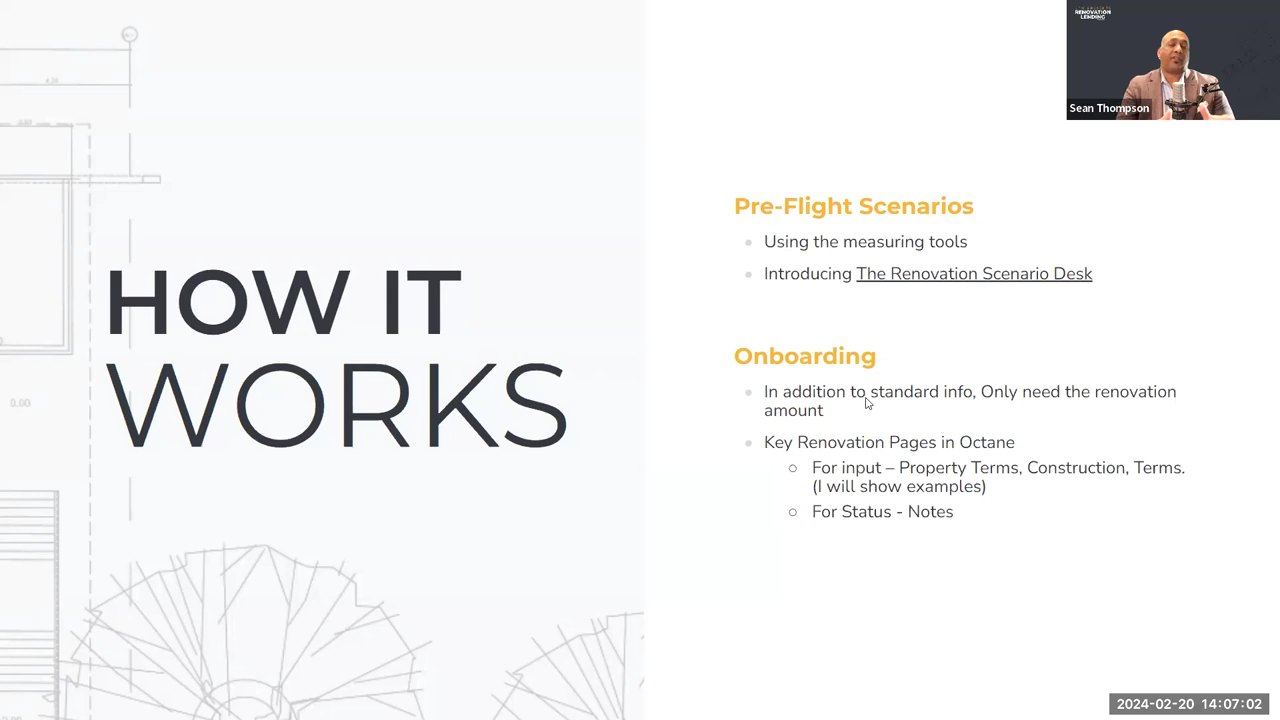 HOW IT
WORKS
Pre-Flight Scenarios
Using the measuring tools
Introducing The Renovation Scenario Desk
Onboarding
In addition to standard info, Only need the renovation
amount
Key Renovation Pages in Octane
For input – Property Terms, Construction, Terms.
(I will show examples)
For Status - Notes
RENOVATION
LENDING
Sean Thompson
0.00
2024-02-20 14:07:02